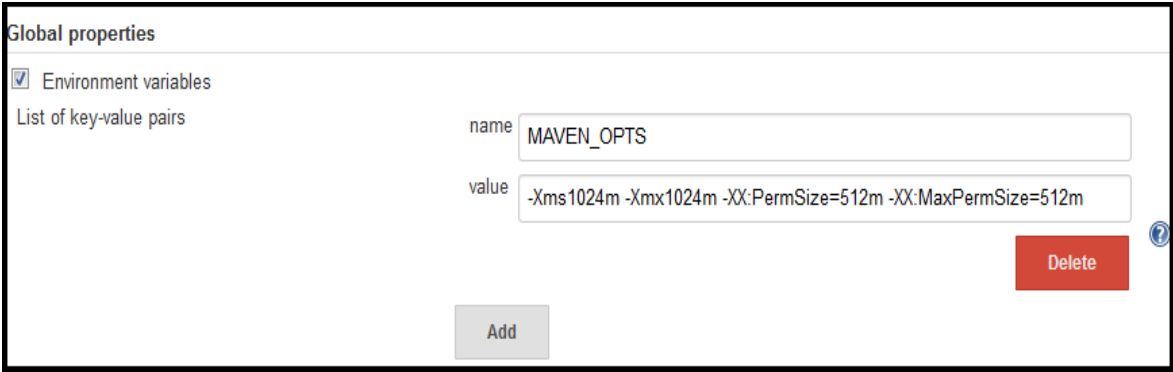 Global properties
Environment variables
List of key-value pairs
name MAVEN_OPTS
value -Xms1024m -Xmx1024m -XX:PermSize=512m -XX:MaxPermSize=512m
?
Delete
Add